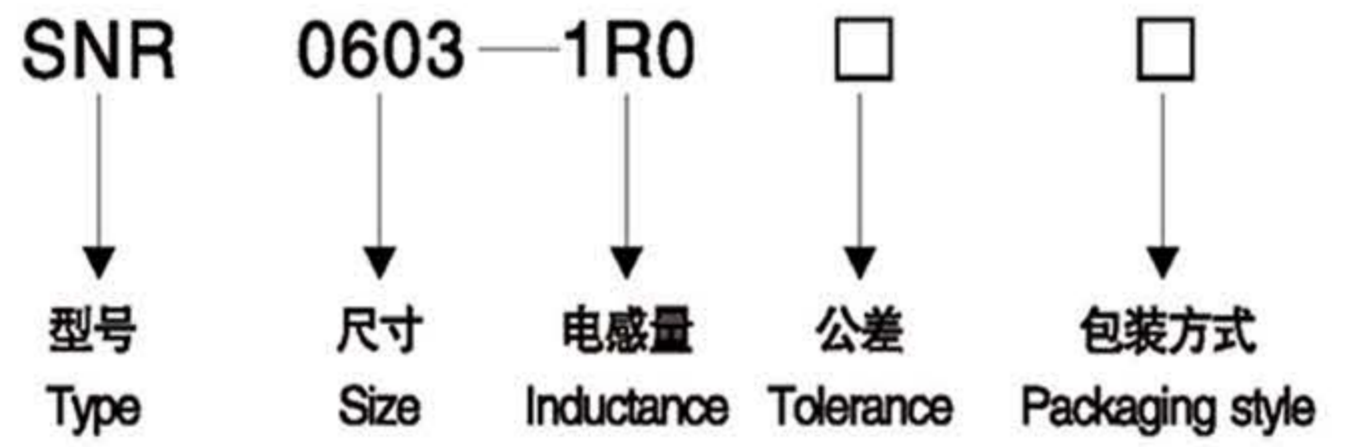 SNR 0603—1R0 □ □
型号 尺寸 电感量 公差 包装方式
Type Size Inductance Tolerance Packaging style